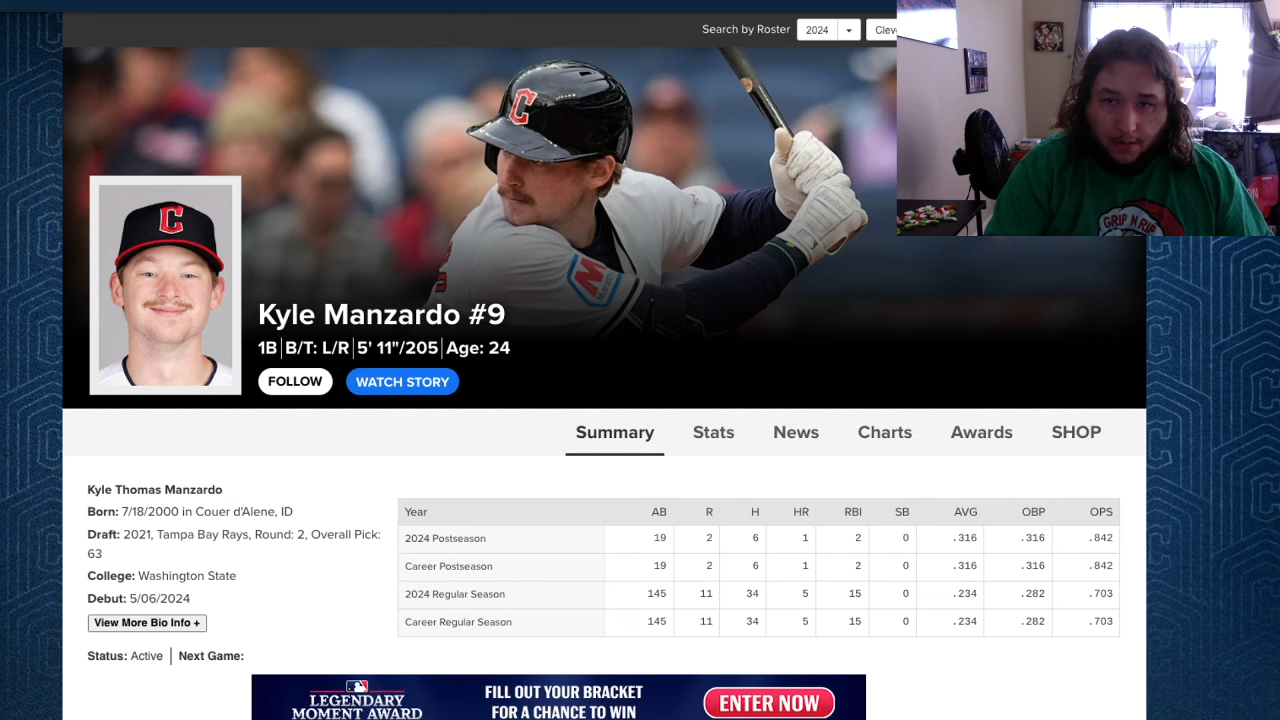 Search by Roster 2024 Clev
C
C
M
GRIP N RIP
Kyle Manzardo #9
1B B/T: L/R 5' 11"/205 Age: 24
FOLLOW WATCH STORY
Summary Stats News Charts Awards SHOP
Kyle Thomas Manzardo
Born: 7/18/2000 in Couer d'Alene, ID
Draft: 2021, Tampa Bay Rays, Round: 2, Overall Pick:
63
College: Washington State
Debut: 5/06/2024
View More Bio Info +
Status: Active Next Game:
Year AB R H HR RBI SB AVG OBP OPS
2024 Postseason 19 2 6 1 2 0 .316 .316 .842
Career Postseason 19 2 6 1 2 0 .316 .316 .842
2024 Regular Season 145 11 34 5 15 0 .234 .282 .703
Career Regular Season 145 11 34 5 15 0 .234 .282 .703
LEGENDARY
MOMENT AWARD
FILL OUT YOUR BRACKET
FOR A CHANCE TO WIN
ENTER NOW